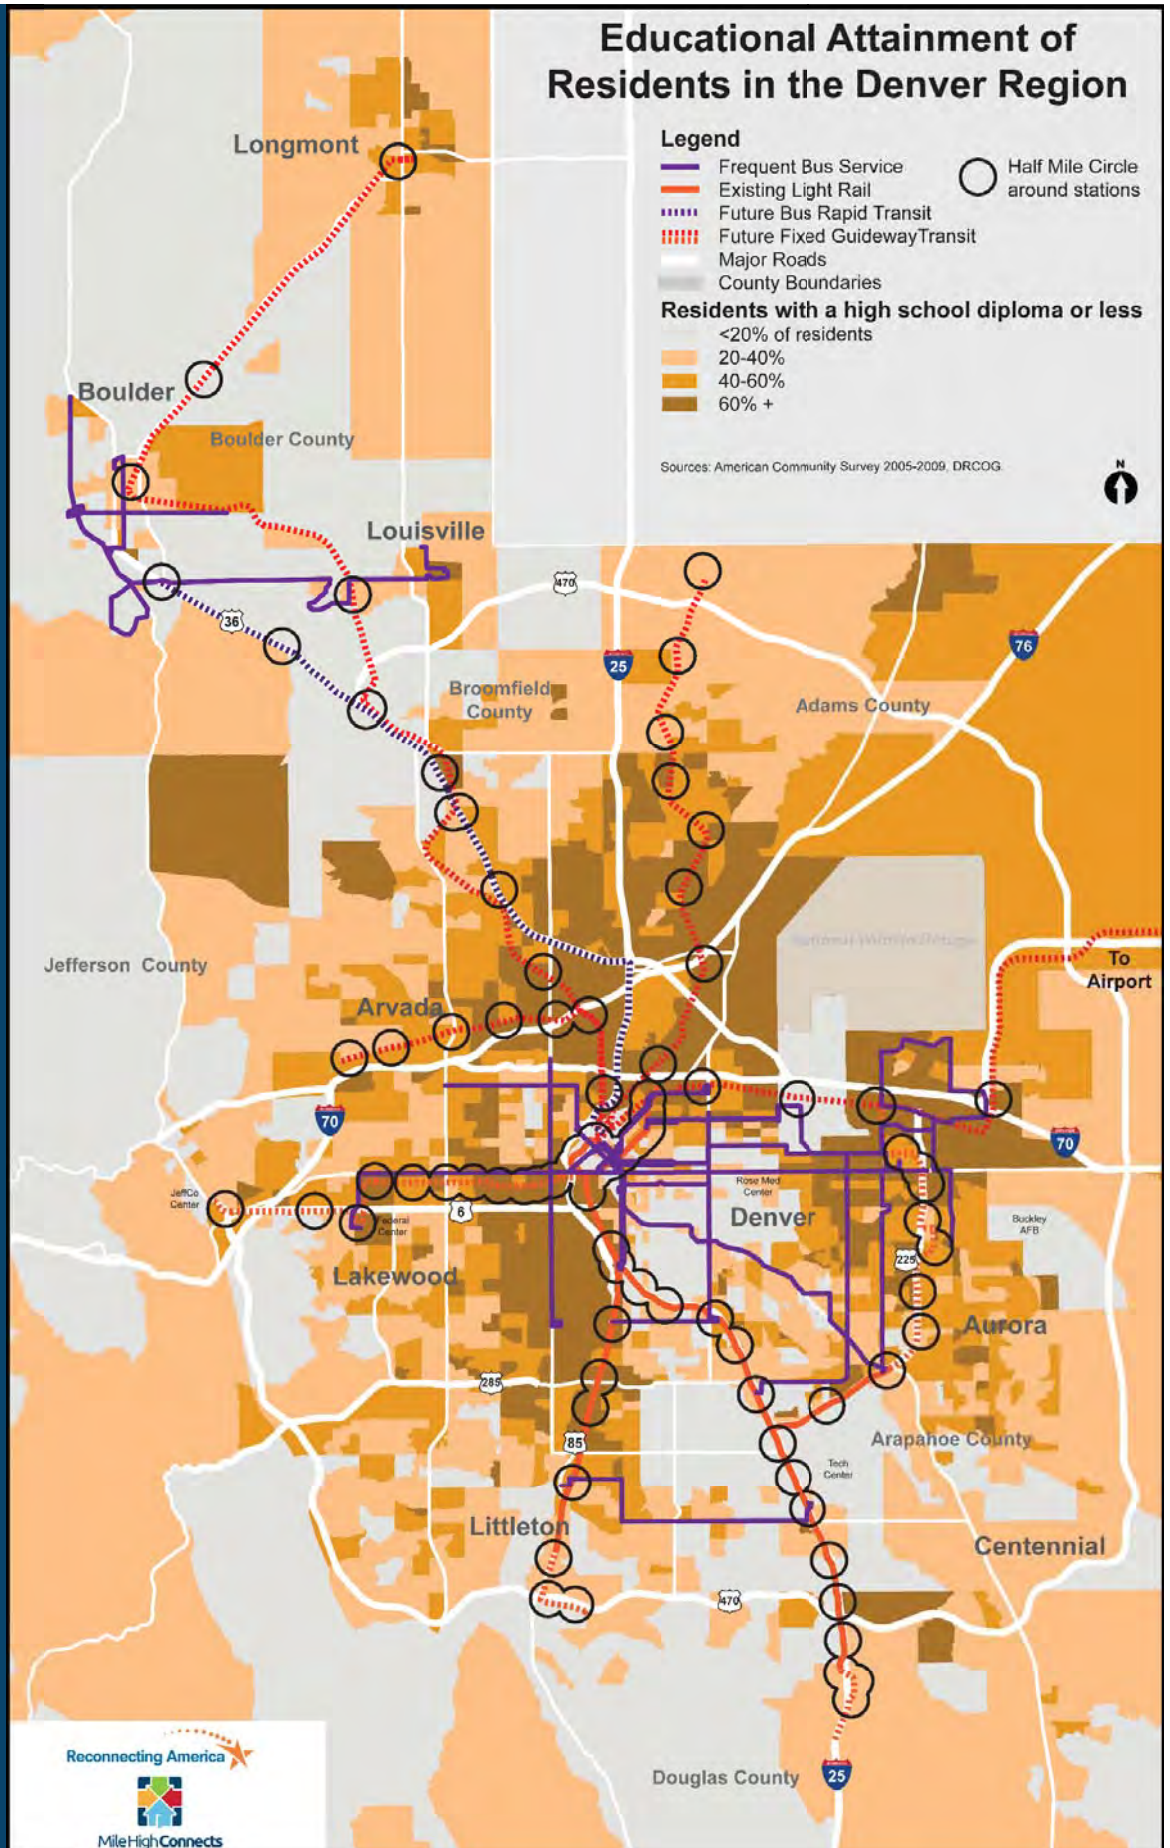 Educational Attainment of
Residents in the Denver Region
Legend
Frequent Bus Service
Existing Light Rail
Future Bus Rapid Transit
Future Fixed GuidewayTransit
Major Roads
County Boundaries
Half Mile Circle
around stations
Residents with a high school diploma or less
<20% of residents
20-40%
40-60%
60% +
Sources: American Community Survey 2005-2009, DRCOG.
N
Longmont
Boulder
Boulder County
Louisville
470
36
25
76
Broomfield
County
Adams County
National Wildlife Refuge
Jefferson County
To
Airport
Arvada
70
70
JeffCo
Center
6
Federal
Center
Rose Med
Center
Denver
Buckley
AFB
225
Lakewood
Aurora
285
85
Arapahoe County
Tech
Center
Littleton
Centennial
470
Reconnecting America
Douglas County
25
MileHighConnects